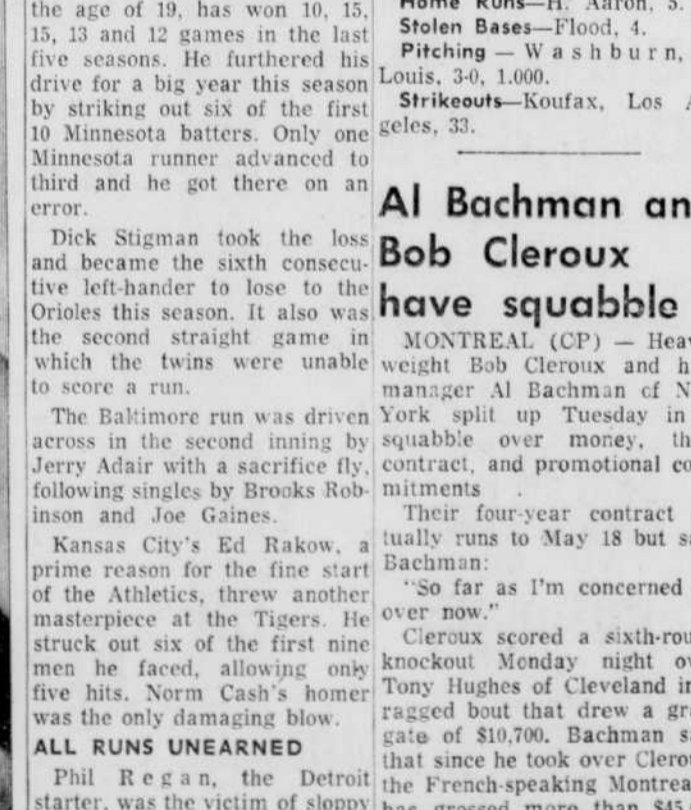 the age of 19, has won 10, 15,
15, 13 and 12 games in the last
five seasons. He furthered his
drive for a big year this season
by striking out six of the first
10 Minnesota batters. Only one
Minnesota runner advanced to
third and he got there on an
error.
Dick Stigman took the loss
and became the sixth consecu-
tive left-hander to lose to the
Orioles this season. It also was
the second straight game in
which the twins were unable
to score a run.
The Baltimore run was driven
across in the second inning by
Jerry Adair with a sacrifice fly,
following singles by Brooks Rob-
inson and Joe Gaines.
Kansas City's Ed Rakow, a
prime reason for the fine start
of the Athletics, threw another
masterpiece at the Tigers. He
struck out six of the first nine
men he faced, allowing only
five hits. Norm Cash's homer
was the only damaging blow.
ALL RUNS UNEARNED
Phil Regan, the Detroit
starter, was the victim of sloppy
Home Runs—H. Aaron, 5.
Stolen Bases—Flood, 4.
Pitching — Washburn,
Louis, 3-0, 1.000.
Strikeouts—Koufax, Los A
geles, 33.
Al Bachman an
Bob Cleroux
have squabble
MONTREAL (CP) — Heav
weight Bob Cleroux and h
manager Al Bachman of N
York split up Tuesday in
squabble over money, th
contract, and promotional co
mitments .
Their four-year contract
tually runs to May 18 but sa
Bachman:
"So far as I'm concerned
over now."
Cleroux scored a sixth-rou
knockout Monday night ov
Tony Hughes of Cleveland in
ragged bout that drew a gro
gate of $10,700. Bachman sa
that since he took over Clerou
the French-speaking Montrea
has grossed more than